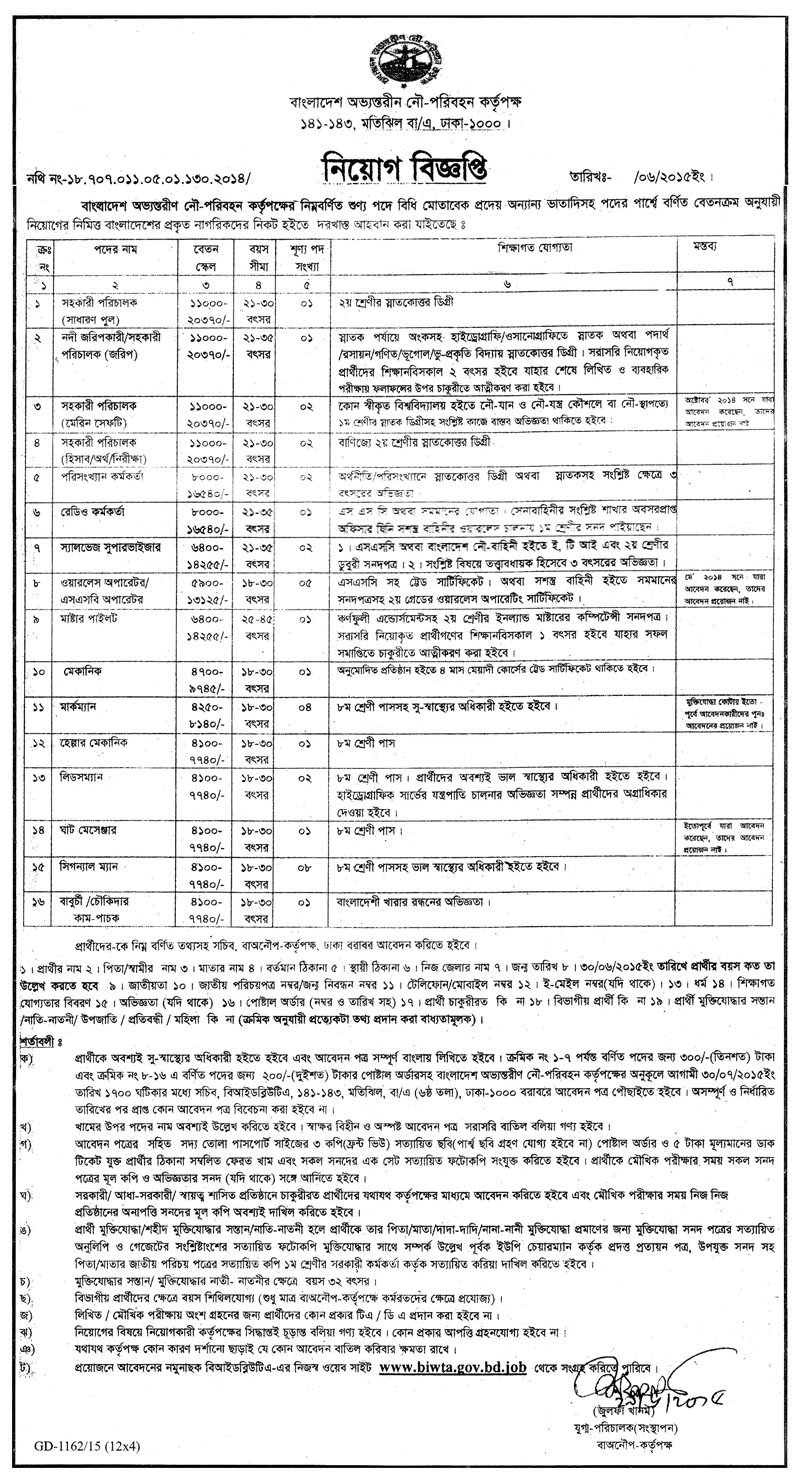 বাংলাদেশ অভ্যন্তরীন নৌ-পরিবহন কর্তৃপক্ষ
১৪১-১৪৩, মতিঝিল বা/এ, ঢাকা-১০০০ ।
নিয়োগ বিজ্ঞপ্তি
নথি নং-১৮.৭০৭.০১১.০৫.০১.১৩০.২০১৪/ তারিখঃ- /০৬/২০১৫ইং ।
বাংলাদেশ অভ্যন্তরীণ নৌ-পরিবহন কর্তৃপক্ষের নিম্নবর্ণিত শুণ্য পদে বিধি মোতাবেক প্রদেয় অন্যান্য ভাতাদিসহ পদের পার্শ্বে বর্ণিত বেতনক্রম অনুযায়ী
নিয়োগের নিমিত্ত বাংলাদেশের প্রকৃত নাগরিকদের নিকট হইতে দরখাস্ত আহবান করা যাইতেছে ঃ
ক্রঃ নং পদের নাম বেতন স্কেল বয়স সীমা শূণ্য পদ সংখ্যা শিক্ষাগত যোগ্যতা মন্তব্য
১ ২ ৩ ৪ ৫ ৬ ৭
১ সহকারী পরিচালক ১১০০০- ২১-৩০ ০১ ২য় শ্রেণীর স্নাতকোত্তর ডিগ্রী
(সাধারণ পুল) ২০৩৭০/- বৎসর
২ নদী জরিপকারী/সহকারী ১১০০০- ২১-৩৫ ০১ স্নাতক পর্যায়ে অংকসহ হাইড্রোগ্রাফি/ওসানোগ্রাফিতে স্নাতক অথবা পদার্থ
পরিচালক (জরিপ) ২০৩৭০/- বৎসর /রসায়ন/গণিত/ভূগোল/ভূ-প্রকৃতি বিদ্যায় স্নাতকোত্তর ডিগ্রী । সরাসরি নিয়োগকৃত
প্রার্থীদের শিক্ষানবিসকাল ২ বৎসর হইবে যাহার শেষে লিখিত ও ব্যবহারিক
পরীক্ষায় ফলাফলের উপর চাকুরীতে আত্মীকরণ করা হইবে ।
৩ সহকারী পরিচালক ১১০০০- ২১-৩০ ০২ কোন স্বীকৃত বিশ্ববিদ্যালয় হইতে নৌ-যান ও নৌ-যন্ত্র কৌশলে বা নৌ-স্থাপত্যে অক্টোবর' ২০১৪ সনে যারা
(মেরিন সেফটি) ২০৩৭০/- বৎসর ১ম শ্রেণীর স্নাতক ডিগ্রিসহ সংশ্লিষ্ট কাজে বাস্তব অভিজ্ঞতা থাকিতে হইবে । আবেদন করেছেন, তাদের
আবেদন প্রয়োজন নাই ।
৪ সহকারী পরিচালক ১১০০০- ২১-৩০ ০২ বাণিজ্যে ২য় শ্রেণীর স্নাতকোত্তর ডিগ্রী
(হিসাব/অর্থ/নিরীক্ষা) ২০৩৭০/- বৎসর
৫ পরিসংখ্যান কর্মকর্তা ৮০০০- ২১-৩০ ০২ অর্থনীতি/পরিসংখ্যানে স্নাতকোত্তর ডিগ্রী অথবা স্নাতকসহ সংশ্লিষ্ট ক্ষেত্রে ৩
১৬৫৪০/- বৎসর বৎসরের অভিজ্ঞতা
৬ রেডিও কর্মকর্তা ৮০০০- ২১-৩৫ ০১ এস এস সি অথবা সমমানের যোগ্যতা । সেনাবাহিনীর সংশ্লিষ্ট শাখার অবসরপ্রাপ্ত
১৬৫৪০/- বৎসর অফিসার যিনি সশস্ত্র বাহিনীর ওয়ারলেস চালনায় ১ম শ্রেণীর সনদ পাইয়াছেন ।
৭ স্যালভেজ সুপারভাইজার ৬৪০০- ২১-৩৫ ০২ ১ । এসএসসি অথবা বাংলাদেশ নৌ-বাহিনী হইতে ই, টি আই এবং ২য় শ্রেণীর
১৪২৫৫/- বৎসর ডুবুরী সনদপত্র । ২ । সংশ্লিষ্ট বিষয়ে তত্ত্বাবধায়ক হিসেবে ৩ বৎসরের অভিজ্ঞতা ।
৮ ওয়ারলেস অপারেটর/ ৫৯০০- ১৮-৩০ ০৫ এসএসসি সহ ট্রেড সার্টিফিকেট । অথবা সশস্ত্র বাহিনী হইতে সমমানের মে' ২০১৪ সনে যারা
এসএসবি অপারেটর ১৩১২৫/- বৎসর সনদপত্রসহ ২য় গ্রেডের ওয়ারলেস অপারেটিং সার্টিফিকেট । আবেদন করেছেন, তাদের
আবেদন প্রয়োজন নাই ।
৯ মাষ্টার পাইলট ৬৪০০- ২৫-৪৫ ০১ কর্ণফুলী এন্ডোর্সমেন্টসহ ২য় শ্রেণীর ইনল্যান্ড মাষ্টারের কম্পিটেন্সী সনদপত্র ।
১৪২৫৫/- বৎসর সরাসরি নিয়োকৃত প্রার্থীগণের শিক্ষানবিসকাল ১ বৎসর হইবে যাহার সফল
সমাপ্তিতে চাকুরীতে আত্মীকরণ করা হইবে ।
১০ মেকানিক ৪৭০০- ১৮-৩০ ০১ অনুমোদিত প্রতিষ্ঠান হইতে ৪ মাস মেয়াদী কোর্সের ট্রেড সার্টিফিকেট থাকিতে হইবে ।
৯৭৪৫/- বৎসর
১১ মার্কম্যান ৪২৫০- ১৮-৩০ ০৪ ৮ম শ্রেণী পাসসহ সু-স্বাস্থ্যের অধিকারী হইতে হইবে । মুক্তিযোদ্ধা কোটায় ইতো -
৮১৪০/- বৎসর পূর্বে আবেদনকারীদের পুনঃ
আবেদনের প্রয়োজন নাই ।
১২ হেল্পার মেকানিক ৪১০০- ১৮-৩০ ০১ ৮ম শ্রেণী পাস
৭৭৪০/- বৎসর
১৩ লিডসম্যান ৪১০০- ১৮-৩০ ০২ ৮ম শ্রেণী পাস । প্রার্থীদের অবশ্যই ভাল স্বাস্থ্যের অধিকারী হইতে হইবে ।
৭৭৪০/- বৎসর হাইড্রোগ্রাফিক সার্ভের যন্ত্রপাতি চালনার অভিজ্ঞতা সম্পন্ন প্রার্থীদের অগ্রাধিকার
দেওয়া হইবে ।
১৪ ঘাট মেসেঞ্জার ৪১০০- ১৮-৩০ ০১ ৮ম শ্রেণী পাস । ইতোপূর্বে যারা আবেদন
৭৭৪০/- বৎসর করেছেন, তাদের আবেদন
প্রয়োজন নাই ।
১৫ সিগন্যাল ম্যান ৪১০০- ১৮-৩০ ০৮ ৮ম শ্রেণী পাসসহ ভাল স্বাস্থ্যের অধিকারী হইতে হইবে ।
৭৭৪০/- বৎসর
১৬ বাবুর্চী /চৌকিদার ৪১০০- ১৮-৩০ ০১ বাংলাদেশী খারার রন্ধনের অভিজ্ঞতা ।
কাম-পাচক ৭৭৪০/- বৎসর
প্রার্থীদের-কে নিম্ন বর্ণিত তথ্যসহ সচিব, বাঅনৌপ-কর্তৃপক্ষ, ঢাকা বরাবর আবেদন করিতে হইবে ।
১ । প্রার্থীর নাম ২ । পিতা/স্বামীর নাম ৩ । মাতার নাম ৪ । বর্তমান ঠিকানা ৫ । স্থায়ী ঠিকানা ৬ । নিজ জেলার নাম ৭ । জন্ম তারিখ ৮ । ৩০/০৬/২০১৫ইং তারিখে প্রার্থীর বয়স কত তা
উল্লেখ করতে হবে ৯ । জাতীয়তা ১০ । জাতীয় পরিচয়পত্র নম্বর/জন্ম নিবন্ধন নম্বর ১১ । টেলিফোন/মোবাইল নম্বর ১২ । ই-মেইল নম্বর(যদি থাকে) । ১৩ । ধর্ম ১৪ । শিক্ষাগত
যোগ্যতার বিবরণ ১৫ । অভিজ্ঞতা (যদি থাকে) ১৬ । পোষ্টাল অর্ডার (নম্বর ও তারিখ সহ) ১৭ । প্রার্থী চাকুরীরত কি না ১৮ । বিভাগীয় প্রার্থী কি না ১৯ । প্রার্থী মুক্তিযোদ্ধার সন্তান
/নাতি-নাতনী/ উপজাতি / প্রতিবন্ধী / মহিলা কি না (ক্রমিক অনুযায়ী প্রত্যেকটা তথ্য প্রদান করা বাধ্যতামূলক) ।
শর্তাবলী ঃ
ক) প্রার্থীকে অবশ্যই সু-স্বাস্থ্যের অধিকারী হইতে হইবে এবং আবেদন পত্র সম্পূর্ণ বাংলায় লিখিতে হইবে । ক্রমিক নং ১-৭ পর্যন্ত বর্ণিত পদের জন্য ৩০০/-(তিনশত) টাকা
এবং ক্রমিক নং ৮-১৬ এ বর্ণিত পদের জন্য ২০০/-(দুইশত) টাকার পোষ্টাল অর্ডারসহ বাংলাদেশ অভ্যন্তরীণ নৌ-পরিবহন কর্তৃপক্ষের অনুকূলে আগামী ৩০/০৭/২০১৫ইং
তারিখ ১৭০০ ঘটিকার মধ্যে সচিব, বিআইডব্লিউটিএ, ১৪১-১৪৩, মতিঝিল, বা/এ (৬ষ্ঠ তলা), ঢাকা-১০০০ বরাবরে আবেদন পত্র পৌছাইতে হইবে । অসম্পূর্ণ ও নির্ধারিত
তারিখের পর প্রাপ্ত কোন আবেদন পত্র বিবেচনা করা হইবে না ।
খ) খামের উপর পদের নাম অবশ্যই উল্লেখ করিতে হইবে । স্বাক্ষর বিহীন ও অস্পষ্ট আবেদন পত্র সরাসরি বাতিল বলিয়া গণ্য হইবে ।
গ) আবেদন পত্রের সহিত সদ্য তোলা পাসপোর্ট সাইজের ৩ কপি(ফ্রন্ট ভিউ) সত্যায়িত ছবি(পার্শ্ব ছবি গ্রহণ যোগ্য হইবে না) পোষ্টাল অর্ডার ও ৫ টাকা মূল্যমানের ডাক
টিকেট যুক্ত প্রার্থীর ঠিকানা সম্বলিত ফেরত খাম এবং সকল সনদের এক সেট সত্যায়িত ফটোকপি সংযুক্ত করিতে হইবে । প্রার্থীকে মৌখিক পরীক্ষার সময় সকল সনদ
পত্রের মূল কপি ও অভিজ্ঞতার সনদ (যদি থাকে) সঙ্গে আনিতে হইবে ।
ঘ) সরকারী/ আধা-সরকারী/ স্বায়ত্ব শাসিত প্রতিষ্ঠানে চাকুরীরত প্রার্থীদের যথাযথ কর্তৃপক্ষের মাধ্যমে আবেদন করিতে হইবে এবং মৌখিক পরীক্ষার সময় নিজ নিজ
প্রতিষ্ঠানের অনাপত্তি সনদের মূল কপি অবশ্যই দাখিল করিতে হইবে ।
ঙ) প্রার্থী মুক্তিযোদ্ধা/শহীদ মুক্তিযোদ্ধার সন্তান/নাতি-নাতনী হলে প্রার্থীকে তার পিতা/মাতা/দাদা-দাদি/নানা-নানী মুক্তিযোদ্ধা প্রমাণের জন্য মুক্তিযোদ্ধা সনদ পত্রের সত্যায়িত
অনুলিপি ও গেজেটের সংশ্লিষ্টাংশের সত্যায়িত ফটোকপি মুক্তিযোদ্ধার সাথে সম্পর্ক উল্লেখ পূর্বক ইউপি চেয়ারম্যান কর্তৃক প্রদত্ত প্রত্যয়ন পত্র, উপযুক্ত সনদ সহ
পিতা/মাতার জাতীয় পরিচয় পত্রের সত্যায়িত কপি ১ম শ্রেণীর সরকারী কর্মকর্তা কর্তৃক সত্যায়িত করিয়া দাখিল করিতে হইবে ।
চ) মুক্তিযোদ্ধার সন্তান/ মুক্তিযোদ্ধার নাতী- নাতনীর ক্ষেত্রে বয়স ৩২ বৎসর ।
ছ) বিভাগীয় প্রার্থীদের ক্ষেত্রে বয়স শিথিলযোগ্য (শুধু মাত্র বাঅনৌপ-কর্তৃপক্ষে কর্মরতদের ক্ষেত্রে প্রযোজ্য) ।
জ) লিখিত / মৌখিক পরীক্ষায় অংশ গ্রহনের জন্য প্রার্থীদের কোন প্রকার টিএ / ডি এ প্রদান করা হইবে না ।
ঝ) নিয়োগের বিষয়ে নিয়োগকারী কর্তৃপক্ষের সিদ্ধান্তই চূড়ান্ত বলিয়া গণ্য হইবে । কোন প্রকার আপত্তি গ্রহনযোগ্য হইবে না ।
ঞ) যথাযথ কর্তৃপক্ষ কোন কারণ দর্শানো ছাড়াই যে কোন আবেদন বাতিল করিবার ক্ষমতা রাখে ।
ট) প্রয়োজনে আবেদনের নমুনাছক বিআইডব্লিউটিএ-এর নিজস্ব ওয়েব সাইট www.biwta.gov.bd.job থেকে সংগ্রহ করিতে পারিবে ।
(জুলফা খানম)
যুগ্ম-পরিচালক(সংস্থাপন)
বাঅনৌপ-কর্তৃপক্ষ
GD-1162/15 (12x4)